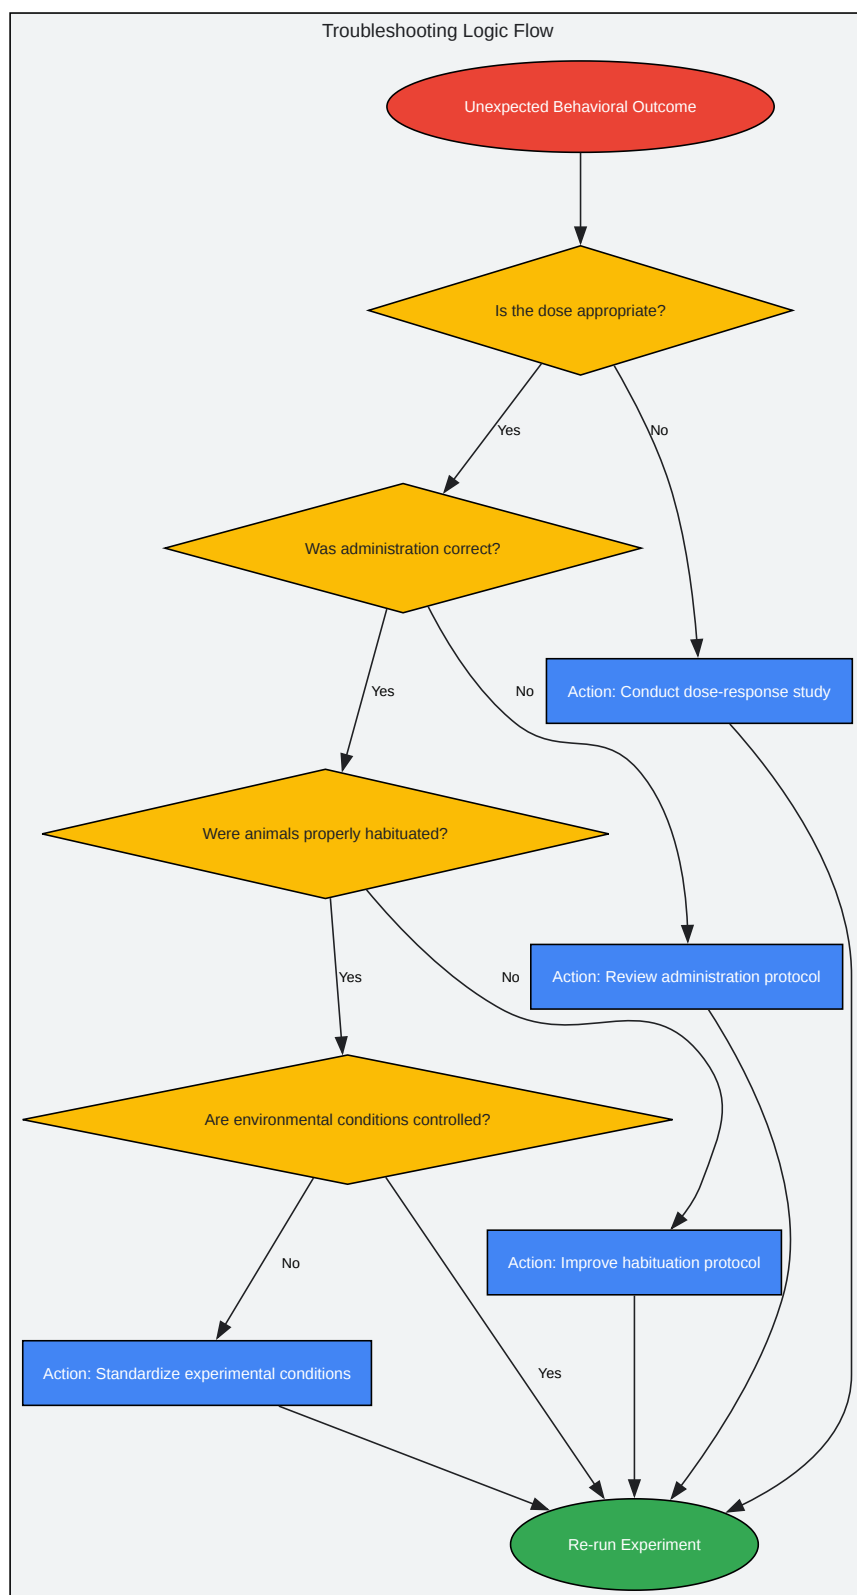 Troubleshooting Logic Flow
Unexpected Behavioral Outcome
Is the dose appropriate?
Yes
No
Was administration correct?
Yes
No
Action: Conduct dose-response study
Were animals properly habituated?
Yes
No
Action: Review administration protocol
Are environmental conditions controlled?
No
Action: Improve habituation protocol
Action: Standardize experimental conditions
Yes
Re-run Experiment